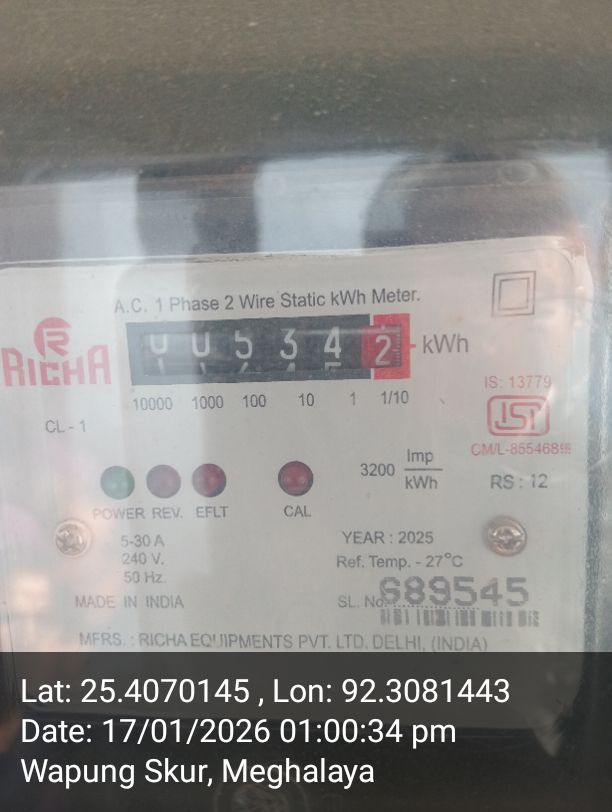 A.C. 1 Phase 2 Wire Static kWh Meter.
0 0 5 3 4 2 kWh
RICHA
10000 1000 100 10 1 1/10
IS: 13779
ISI
CM/L-855468
CL - 1
3200 Imp/kWh
RS : 12
POWER REV. EFLT CAL
5-30 A
240 V.
50 Hz.
YEAR : 2025
Ref. Temp. - 27°C
MADE IN INDIA
SL. No. 689545
MFRS. : RICHA EQUIPMENTS PVT. LTD. DELHI, (INDIA)
Lat: 25.4070145 , Lon: 92.3081443
Date: 17/01/2026 01:00:34 pm
Wapung Skur, Meghalaya